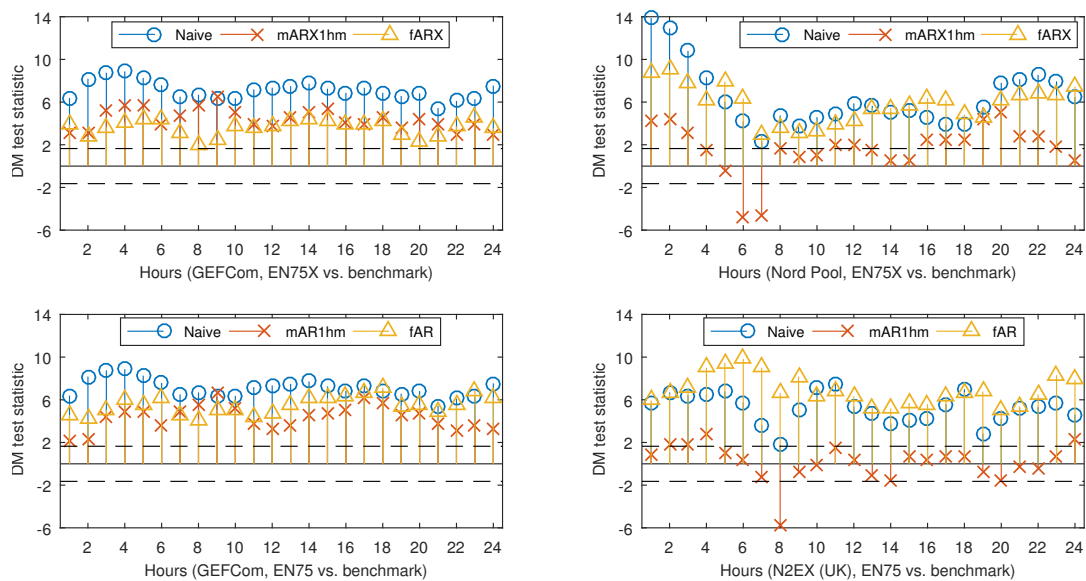 14
10
6
2
-2
-6
DM test statistic
Naive mARX1hm fARX
2 4 6 8 10 12 14 16 18 20 22 24
Hours (GEFCom, EN75X vs. benchmark)
14
10
6
2
-2
-6
DM test statistic
Naive mARX1hm fARX
2 4 6 8 10 12 14 16 18 20 22 24
Hours (Nord Pool, EN75X vs. benchmark)
14
10
6
2
-2
-6
DM test statistic
Naive mAR1hm fAR
2 4 6 8 10 12 14 16 18 20 22 24
Hours (GEFCom, EN75 vs. benchmark)
14
10
6
2
-2
-6
DM test statistic
Naive mAR1hm fAR
2 4 6 8 10 12 14 16 18 20 22 24
Hours (N2EX (UK), EN75 vs. benchmark)